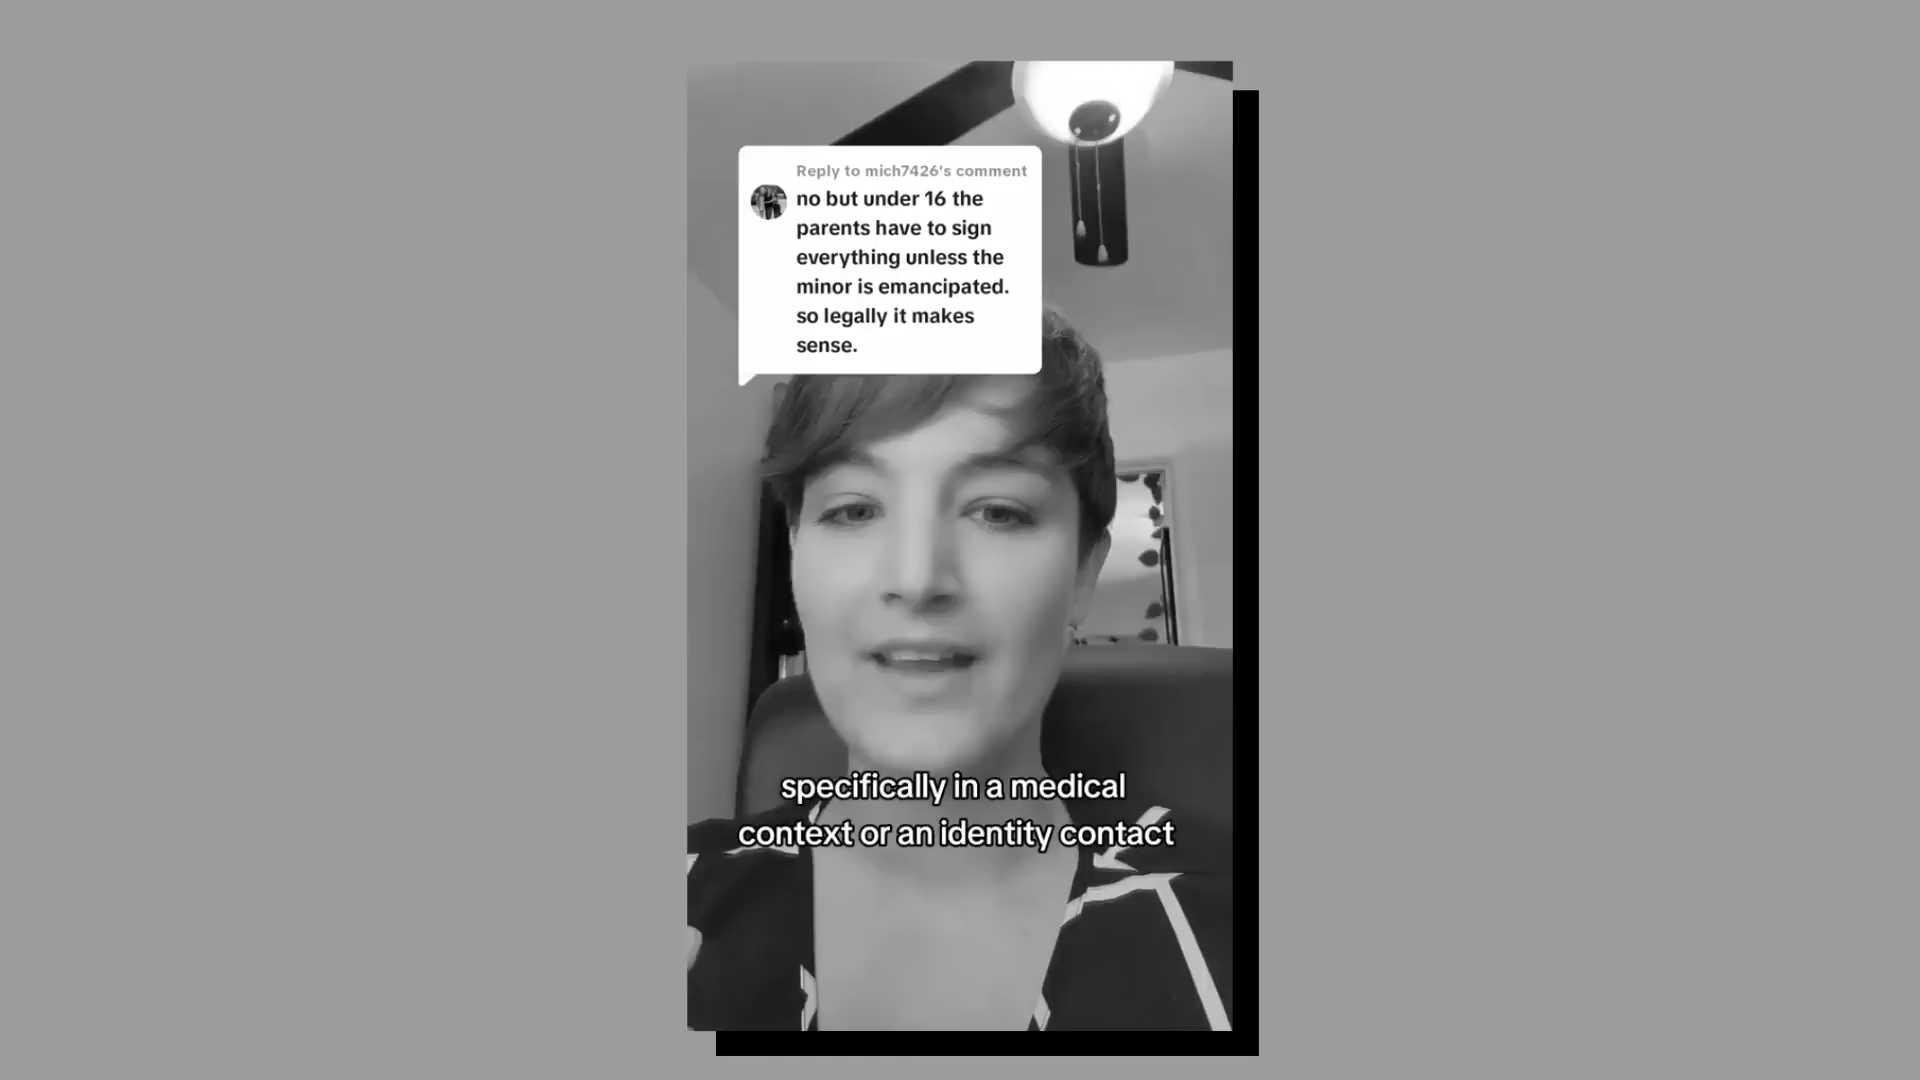 Reply to mich7426's comment
no but under 16 the
parents have to sign
everything unless the
minor is emancipated.
so legally it makes
sense.
specifically in a medical
context or an identity contact